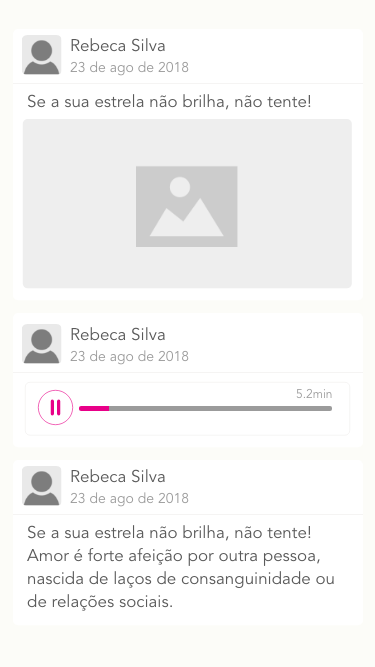 Rebeca Silva
23 de ago de 2018
Se a sua estrela não brilha, não tente!
Rebeca Silva
23 de ago de 2018
5.2min
Rebeca Silva
23 de ago de 2018
Se a sua estrela não brilha, não tente!
Amor é forte afeição por outra pessoa,
nascida de laços de consanguinidade ou
de relações sociais.